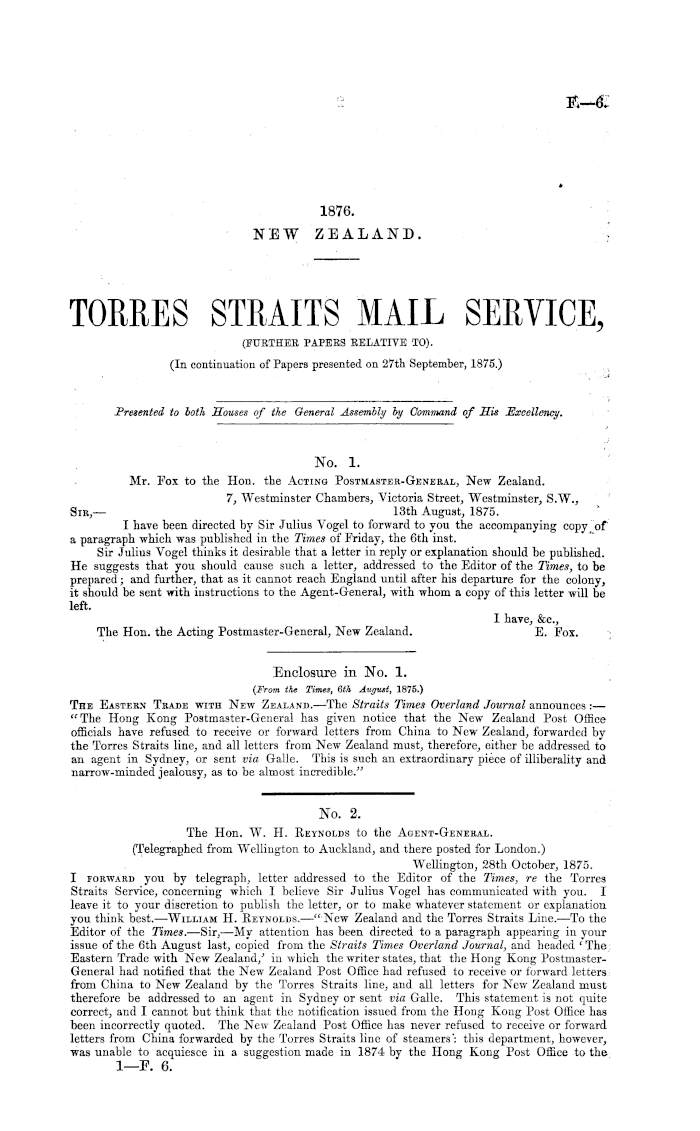 F.—6.
1876.
NEW ZEALAND.
TORRES STRAITS MAIL SERVICE,
(FURTHER PAPERS RELATIVE TO).
(In continuation of Papers presented on 27th September, 1875.)
Presented to both Houses of the General Assembly by Command of His Excellency.
No. 1.
Mr. Fox to the Hon. the ACTING POSTMASTER-GENERAL, New Zealand.
7, Westminster Chambers, Victoria Street, Westminster, S.W.,
SIR,— 13th August, 1875.
I have been directed by Sir Julius Vogel to forward to you the accompanying copy of
a paragraph which was published in the Times of Friday, the 6th inst.
Sir Julius Vogel thinks it desirable that a letter in reply or explanation should be published.
He suggests that you should cause such a letter, addressed to the Editor of the Times, to be
prepared; and further, that as it cannot reach England until after his departure for the colony,
it should be sent with instructions to the Agent-General, with whom a copy of this letter will be
left.
I have, &c.,
The Hon. the Acting Postmaster-General, New Zealand. E. Fox.
Enclosure in No. 1.
(From the Times, 6th August, 1875.)
THE EASTERN TRADE WITH NEW ZEALAND.—The Straits Times Overland Journal announces:—
"The Hong Kong Postmaster-General has given notice that the New Zealand Post Office
officials have refused to receive or forward letters from China to New Zealand, forwarded by
the Torres Straits line, and all letters from New Zealand must, therefore, either be addressed to
an agent in Sydney, or sent via Galle. This is such an extraordinary pièce of illiberality and
narrow-minded jealousy, as to be almost incredible."
No. 2.
The Hon. W. H. REYNOLDS to the AGENT-GENERAL.
(Telegraphed from Wellington to Auckland, and there posted for London.)
Wellington, 28th October, 1875.
I FORWARD you by telegraph, letter addressed to the Editor of the Times, re the Torres
Straits Service, concerning which I believe Sir Julius Vogel has communicated with you. I
leave it to your discretion to publish the letter, or to make whatever statement or explanation
you think best.—WILLIAM H. REYNOLDS.—"New Zealand and the Torres Straits Line.—To the
Editor of the Times.—Sir,—My attention has been directed to a paragraph appearing in your
issue of the 6th August last, copied from the Straits Times Overland Journal, and headed 'The
Eastern Trade with New Zealand,' in which the writer states, that the Hong Kong Postmaster-
General had notified that the New Zealand Post Office had refused to receive or forward letters
from China to New Zealand by the Torres Straits line, and all letters for New Zealand must
therefore be addressed to an agent in Sydney or sent via Galle. This statement is not quite
correct, and I cannot but think that the notification issued from the Hong Kong Post Office has
been incorrectly quoted. The New Zealand Post Office has never refused to receive or forward
letters from China forwarded by the Torres Straits line of steamers: this department, however,
was unable to acquiesce in a suggestion made in 1874 by the Hong Kong Post Office to the
1—F. 6.